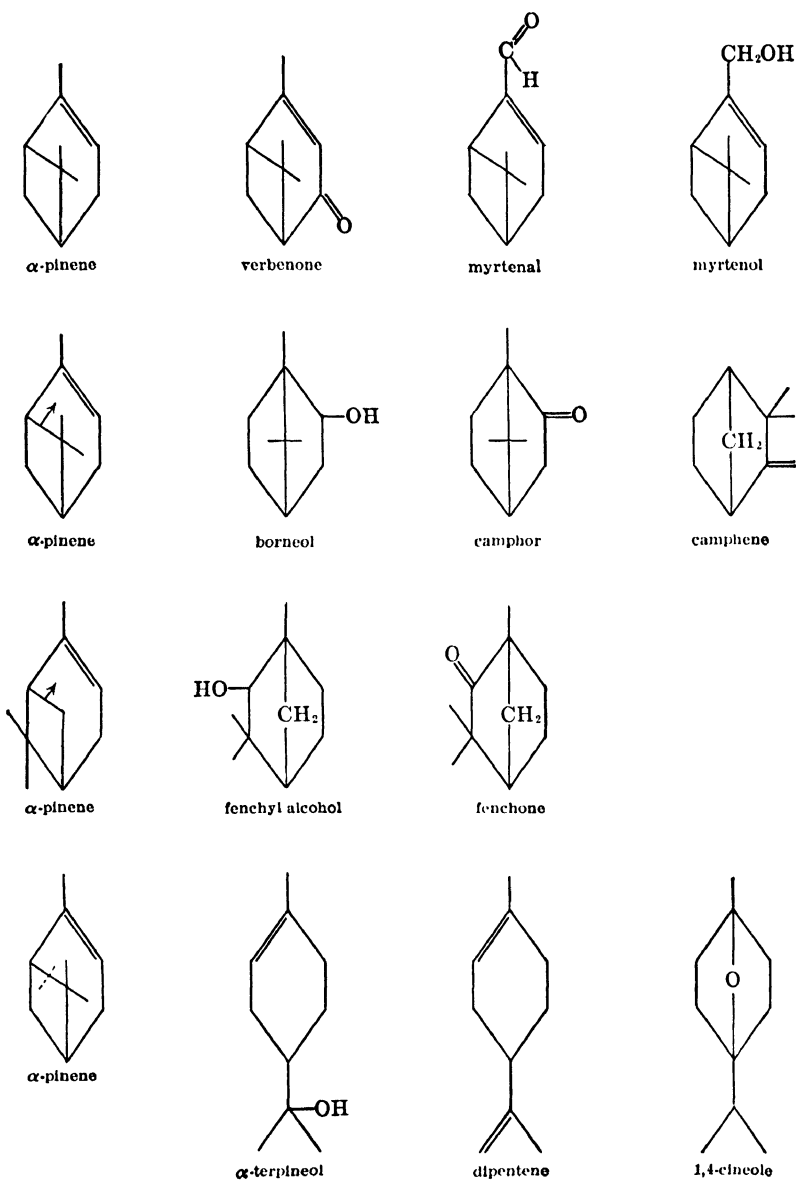 O
C
H
CH₂OH
α-pinene
verbenone
myrtenal
myrtenol
O
OH
O
CH₂
α-pinene
borneol
camphor
camphene
HO
CH₂
O
CH₂
α-pinene
fenchyl alcohol
fenchone
O
α-pinene
OH
α-terpineol
dipentene
1,4-cineole